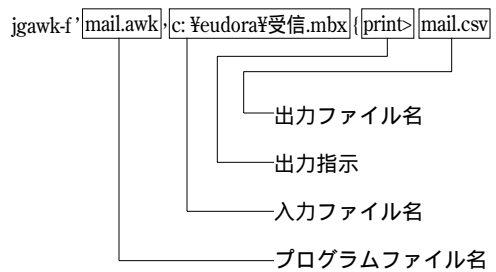 jgawk-f ’mail.awk, c: ¥eudora¥受信.mbx{print> mail.csv
出力ファイル名
出力指示
入力ファイル名
プログラムファイル名